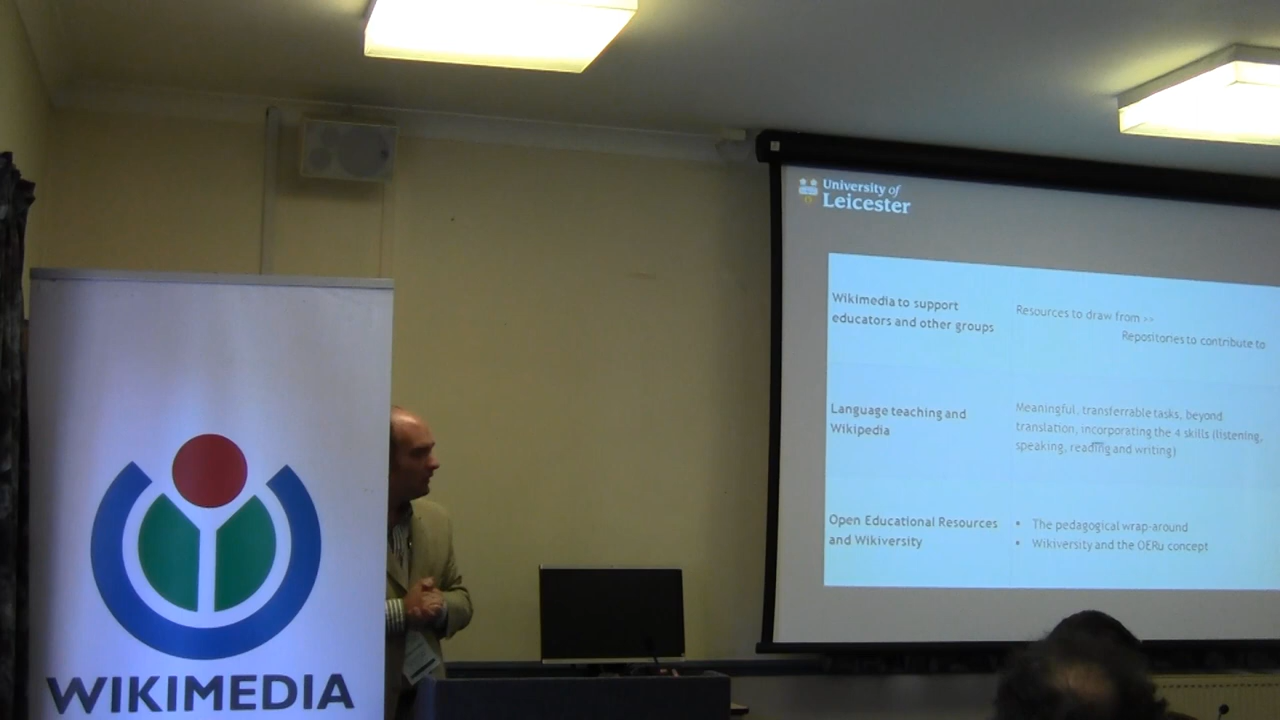 University of
Leicester
Wikimedia to support
educators and other groups
Resources to draw from >>
Repositories to contribute to
Language teaching and
Wikipedia
Meaningful, transferrable tasks, beyond
translation, incorporating the 4 skills (listening,
speaking, reading and writing)
Open Educational Resources
and Wikiversity
• The pedagogical wrap-around
• Wikiversity and the OERu concept
WIKIMEDIA